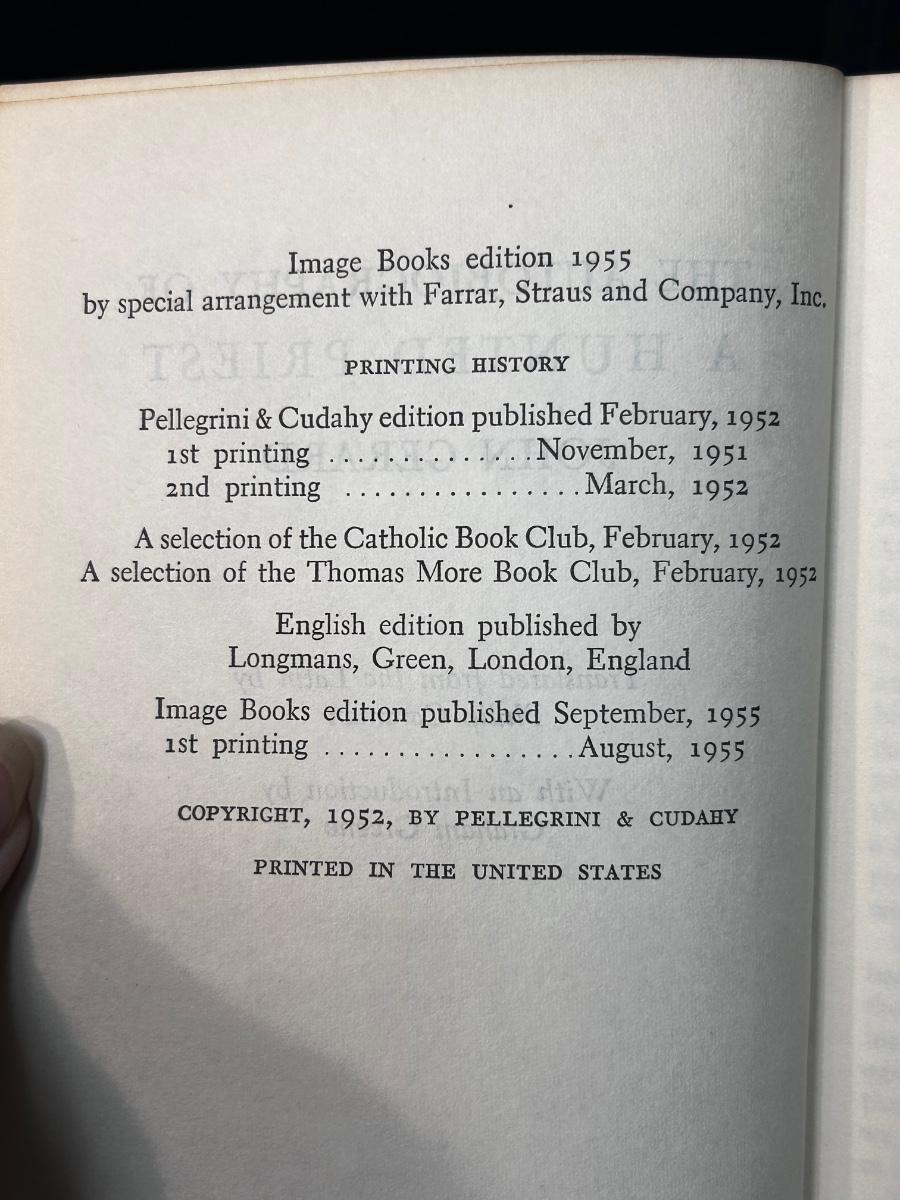 Image Books edition 1955
by special arrangement with Farrar, Straus and Company, Inc.
PRINTING HISTORY
Pellegrini & Cudahy edition published February, 1952
1st printing ..............November, 1951
2nd printing ................March, 1952
A selection of the Catholic Book Club, February, 1952
A selection of the Thomas More Book Club, February, 1952
English edition published by
Longmans, Green, London, England
Image Books edition published September, 1955
1st printing .................August, 1955
COPYRIGHT, 1952, BY PELLEGRINI & CUDAHY
PRINTED IN THE UNITED STATES